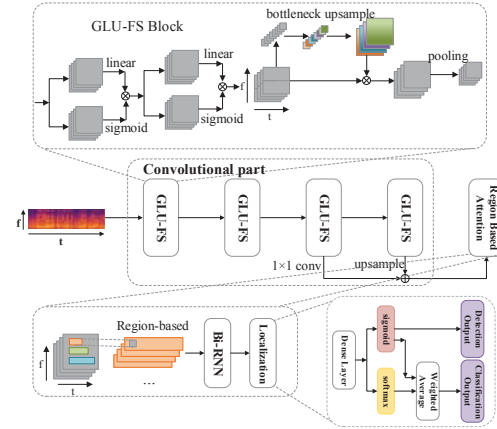 GLU-FS Block
bottleneck upsample
linear
linear
pooling
sigmoid
sigmoid
f
t
Convolutional part
GLU-FS
GLU-FS
GLU-FS
GLU-FS
Region Based
Attention
f
t
1×1 conv
upsample
Region-based
f
t
...
Bi-RNN
Localization
Dense Layer
sigmoid
softmax
Weighted
Average
Detection
Output
Classification
Output